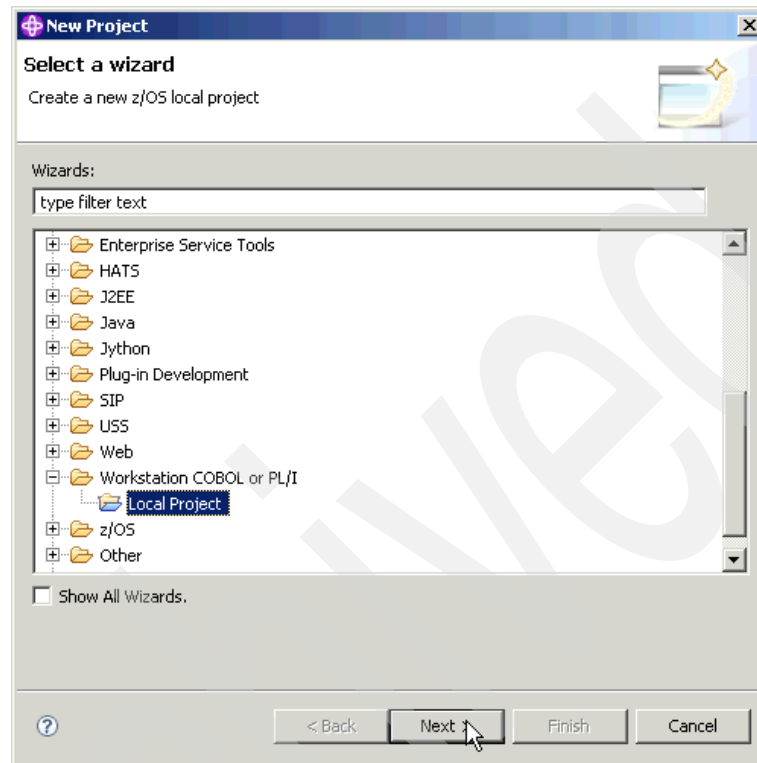 New Project
Select a wizard
Create a new z/OS local project
Wizards:
type filter text
Enterprise Service Tools
HATS
J2EE
Java
Jython
Plug-in Development
SIP
USS
Web
Workstation COBOL or PL/I
Local Project
z/OS
Other
Show All Wizards.
< Back
Next >
Finish
Cancel